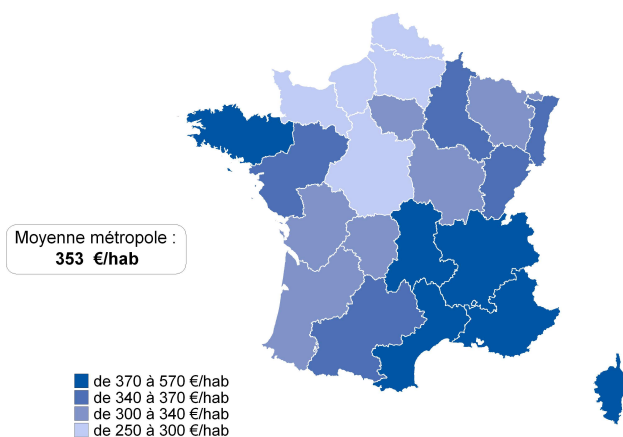 Moyenne métropole :
353 €/hab
de 370 à 570 €/hab
de 340 à 370 €/hab
de 300 à 340 €/hab
de 250 à 300 €/hab